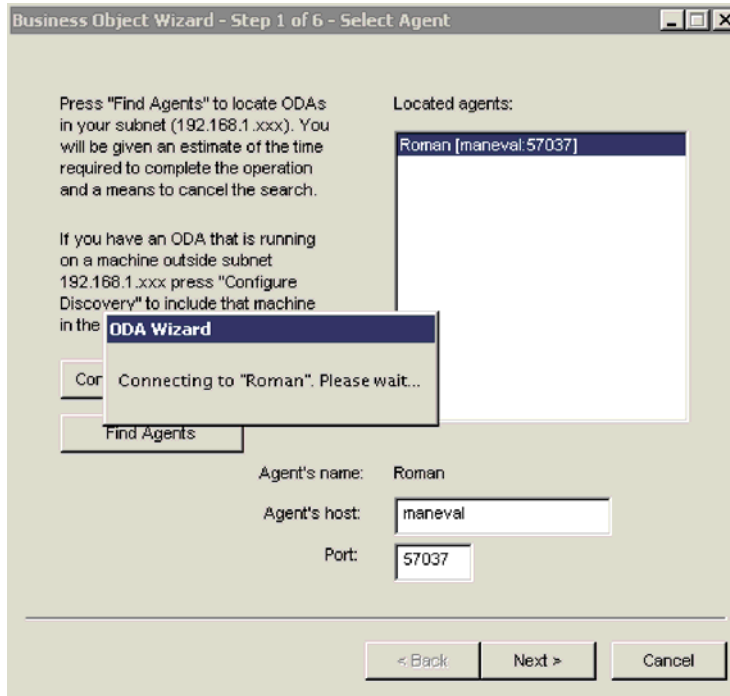 Business Object Wizard - Step 1 of 6 - Select Agent
Press "Find Agents" to locate ODAs
in your subnet (192.168.1.xxx). You
will be given an estimate of the time
required to complete the operation
and a means to cancel the search.
If you have an ODA that is running
on a machine outside subnet
192.168.1.xxx press "Configure
Discovery" to include that machine
in the
Located agents:
Roman [maneval:57037]
ODA Wizard
Connecting to "Roman". Please wait...
Find Agents
Agent's name: Roman
Agent's host: maneval
Port: 57037
< Back
Next >
Cancel